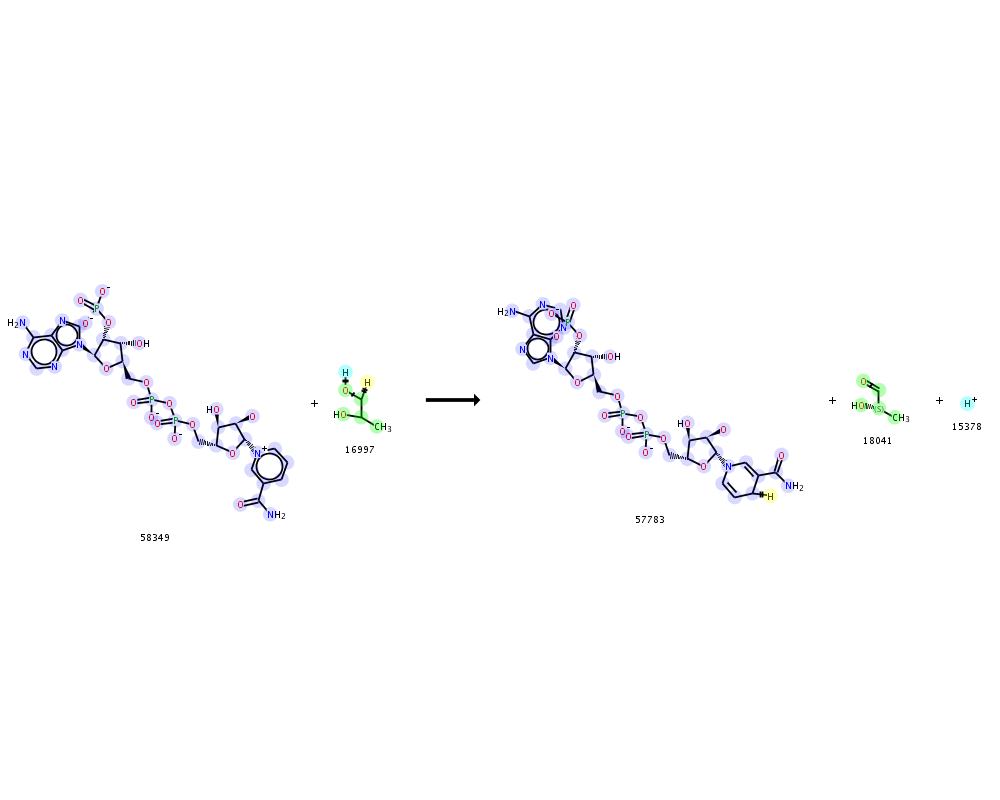 O⁻
O
P
O⁻
O
H₂N
N
N
N
N
OH
O
O
O
P
O
O⁻
O
P
O
O⁻
O
HO
O
O
N⁺
O
NH₂
58349
+
H
H
O
HO
CH₃
16997
H₂N
N
N
N
N
O
O⁻
P
O⁻
O
OH
O
O
O
P
O
O⁻
O
P
O
O⁻
HO
O
O
N
O
NH₂
H
57783
+
O
HO
(S)
CH₃
18041
+
H⁺
15378